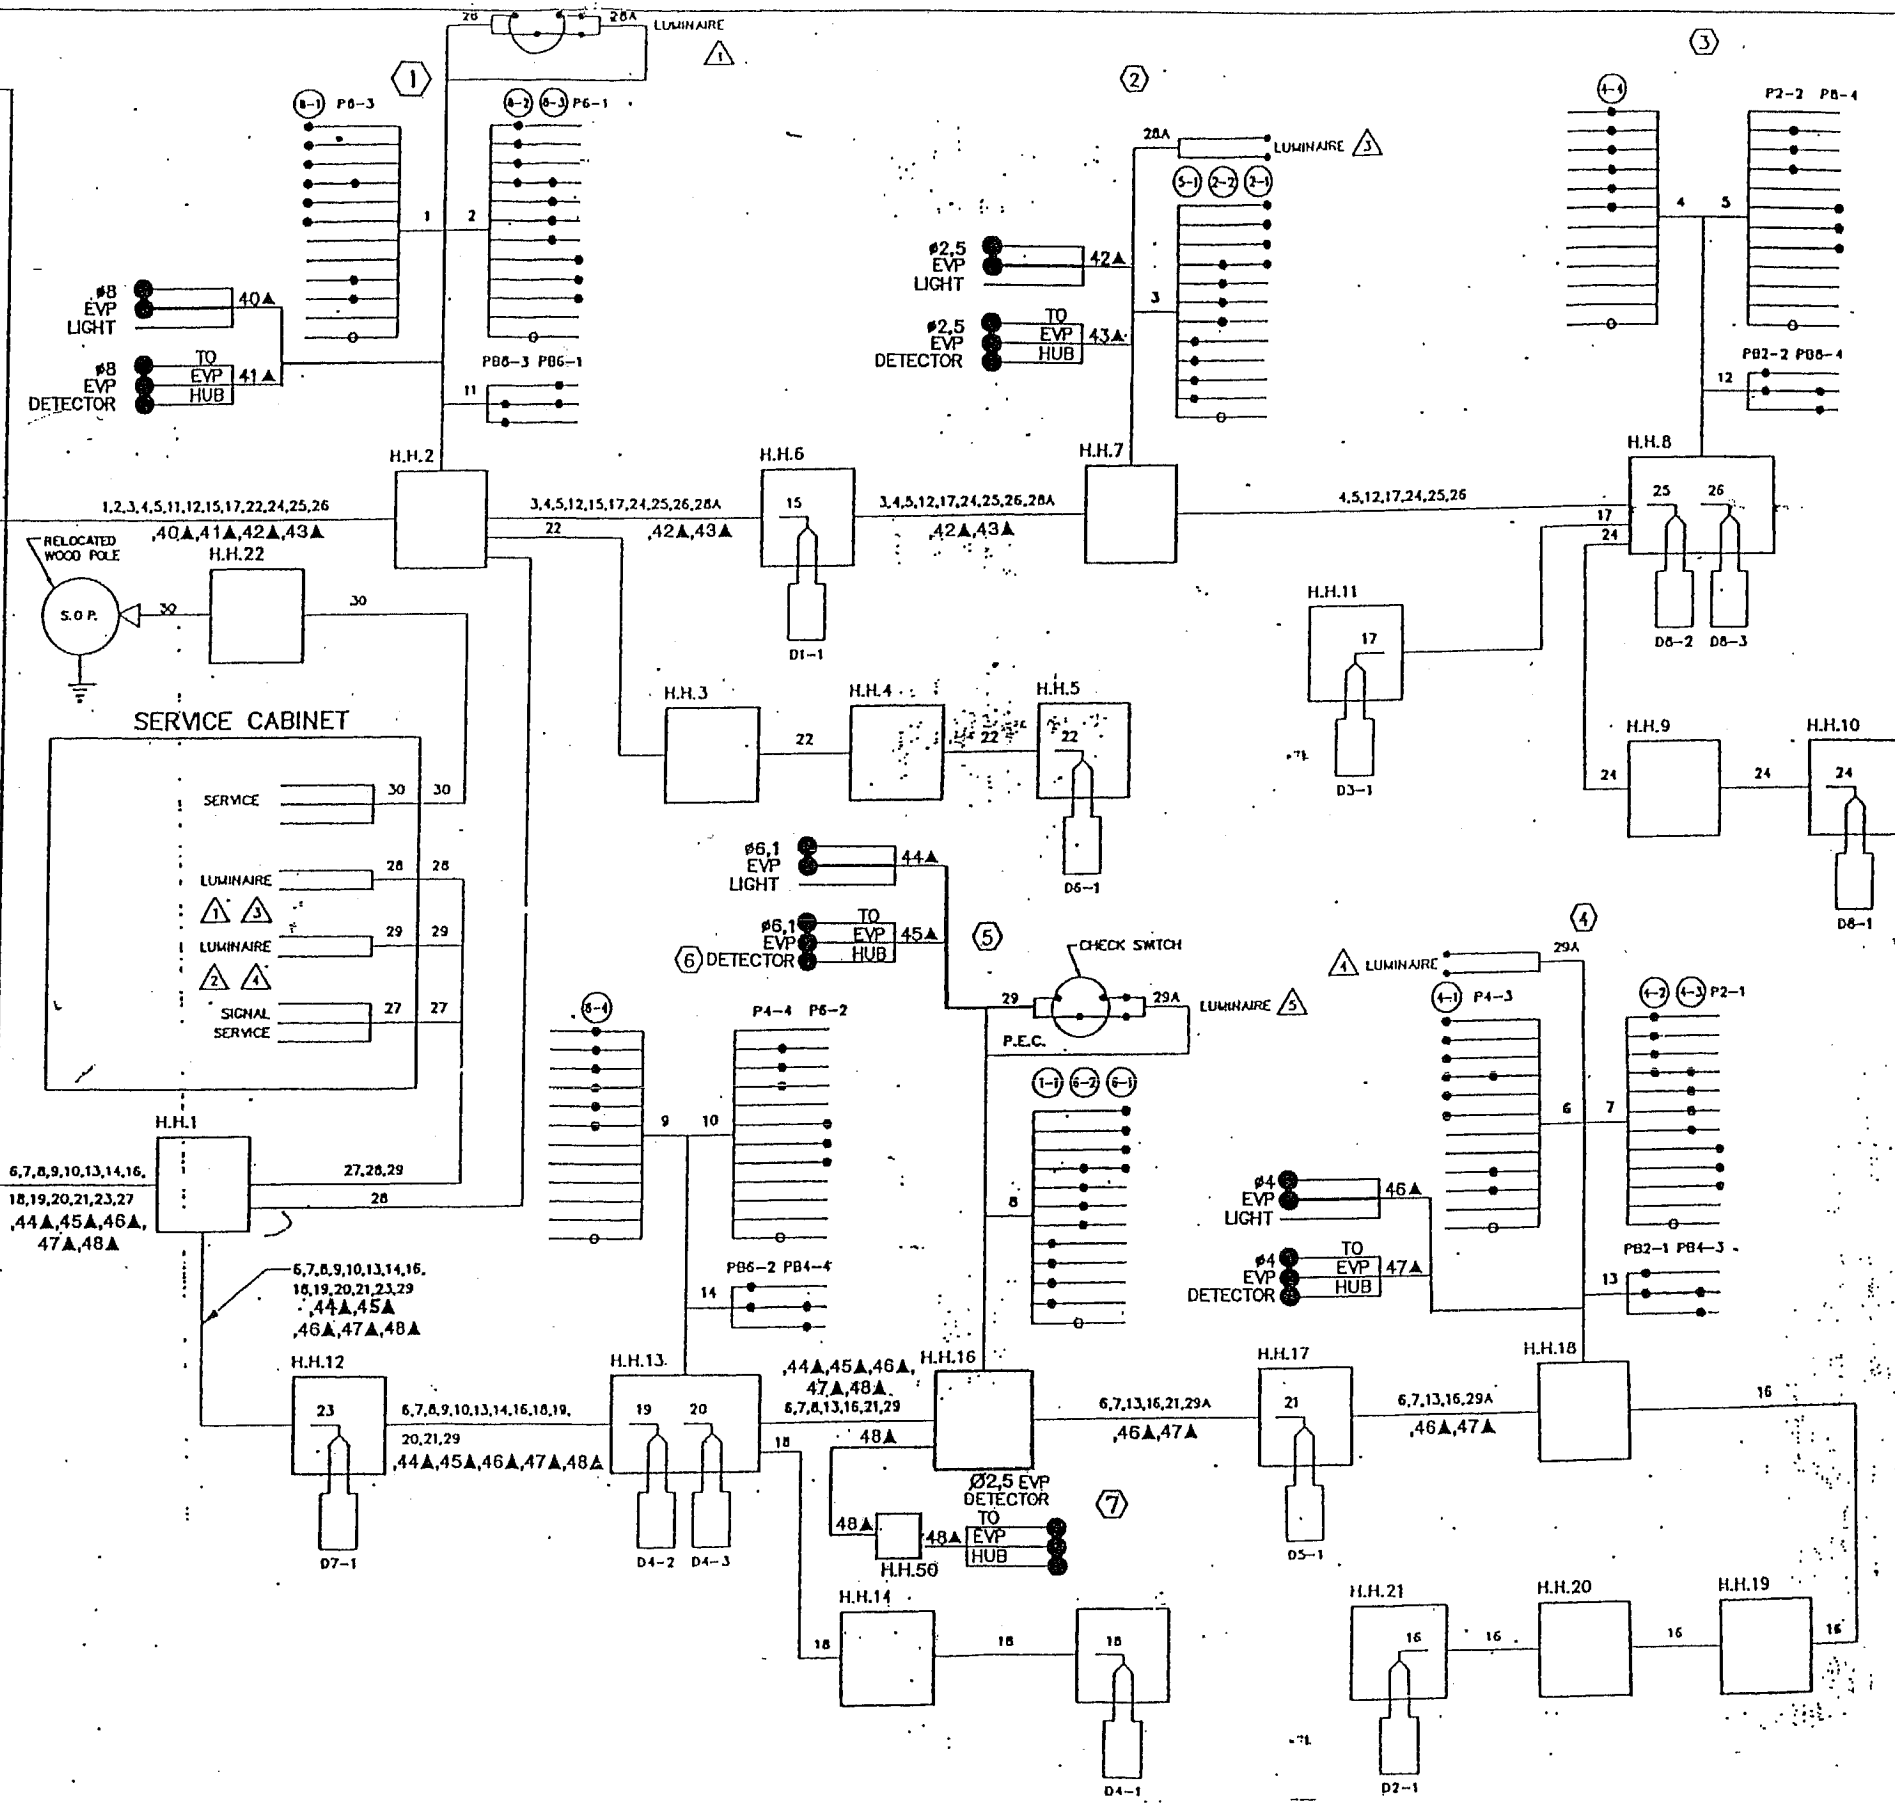 28
28A
LUMINAIRE
1
1
8-1 P8-3
8-2 6-3 P6-1
1 2
ø8
EVP
LIGHT
40▲
ø8
EVP
DETECTOR
TO
EVP
HUB
41▲
PB8-3 PB6-1
11
2
28A
LUMINAIRE 3
5-1 2-2 2-1
ø2,5
EVP
LIGHT
42▲
ø2,5
EVP
DETECTOR
TO
EVP
HUB
43▲
3
3
4-4
P2-2 P8-4
4 5
PB2-2 PB8-4
12
H.H.2
1,2,3,4,5,11,12,15,17,22,24,25,26
,40▲,41▲,42▲,43▲
3,4,5,12,15,17,24,25,26,28A
,42▲,43▲
22
H.H.6
15
D1-1
3,4,5,12,17,24,25,26,28A
,42▲,43▲
H.H.7
4,5,12,17,24,25,26
H.H.8
25 26
17
24
D8-2 D8-3
RELOCATED
WOOD POLE
S.O.P.
30
H.H.22
30
H.H.11
17
D3-1
H.H.3
22
H.H.4
22
H.H.5
22
D6-1
H.H.9
24
24
H.H.10
24
D8-1
SERVICE CABINET
SERVICE
30 30
LUMINAIRE
28 28
1 3
LUMINAIRE
29 29
2 4
SIGNAL
SERVICE
27 27
ø6,1
EVP
LIGHT
44▲
ø6,1
EVP
DETECTOR
TO
EVP
HUB
45▲
6
5
CHECK SWITCH
29
29A
LUMINAIRE 5
P.E.C.
8-4
P4-4 P6-2
9 10
PB6-2 PB4-4
14
1-1 6-2 6-1
8
4
4 LUMINAIRE
29A
4-1 P4-3
4-2 4-3 P2-1
6 7
ø4
EVP
LIGHT
46▲
ø4
EVP
DETECTOR
TO
EVP
HUB
47▲
PB2-1 PB4-3
13
H.H.1
6,7,8,9,10,13,14,16,
18,19,20,21,23,27
,44▲,45▲,46▲,
47▲,48▲
27,28,29
28
6,7,8,9,10,13,14,16,
18,19,20,21,23,29
,44▲,45▲
,46▲,47▲,48▲
H.H.12
23
D7-1
6,7,8,9,10,13,14,16,18,19,
20,21,29
,44▲,45▲,46▲,47▲,48▲
H.H.13
19 20
D4-2 D4-3
,44▲,45▲,46▲,
47▲,48▲
6,7,8,13,16,21,29
18
48▲
H.H.16
6,7,13,16,21,29A
,46▲,47▲
H.H.17
21
D5-1
6,7,13,16,29A
,46▲,47▲
H.H.18
16
Ø2,5 EVP
DETECTOR
TO
EVP
HUB
7
48▲
48▲
H.H.50
H.H.14
18
18
18
D4-1
H.H.21
16
D2-1
16
H.H.20
16
H.H.19
16